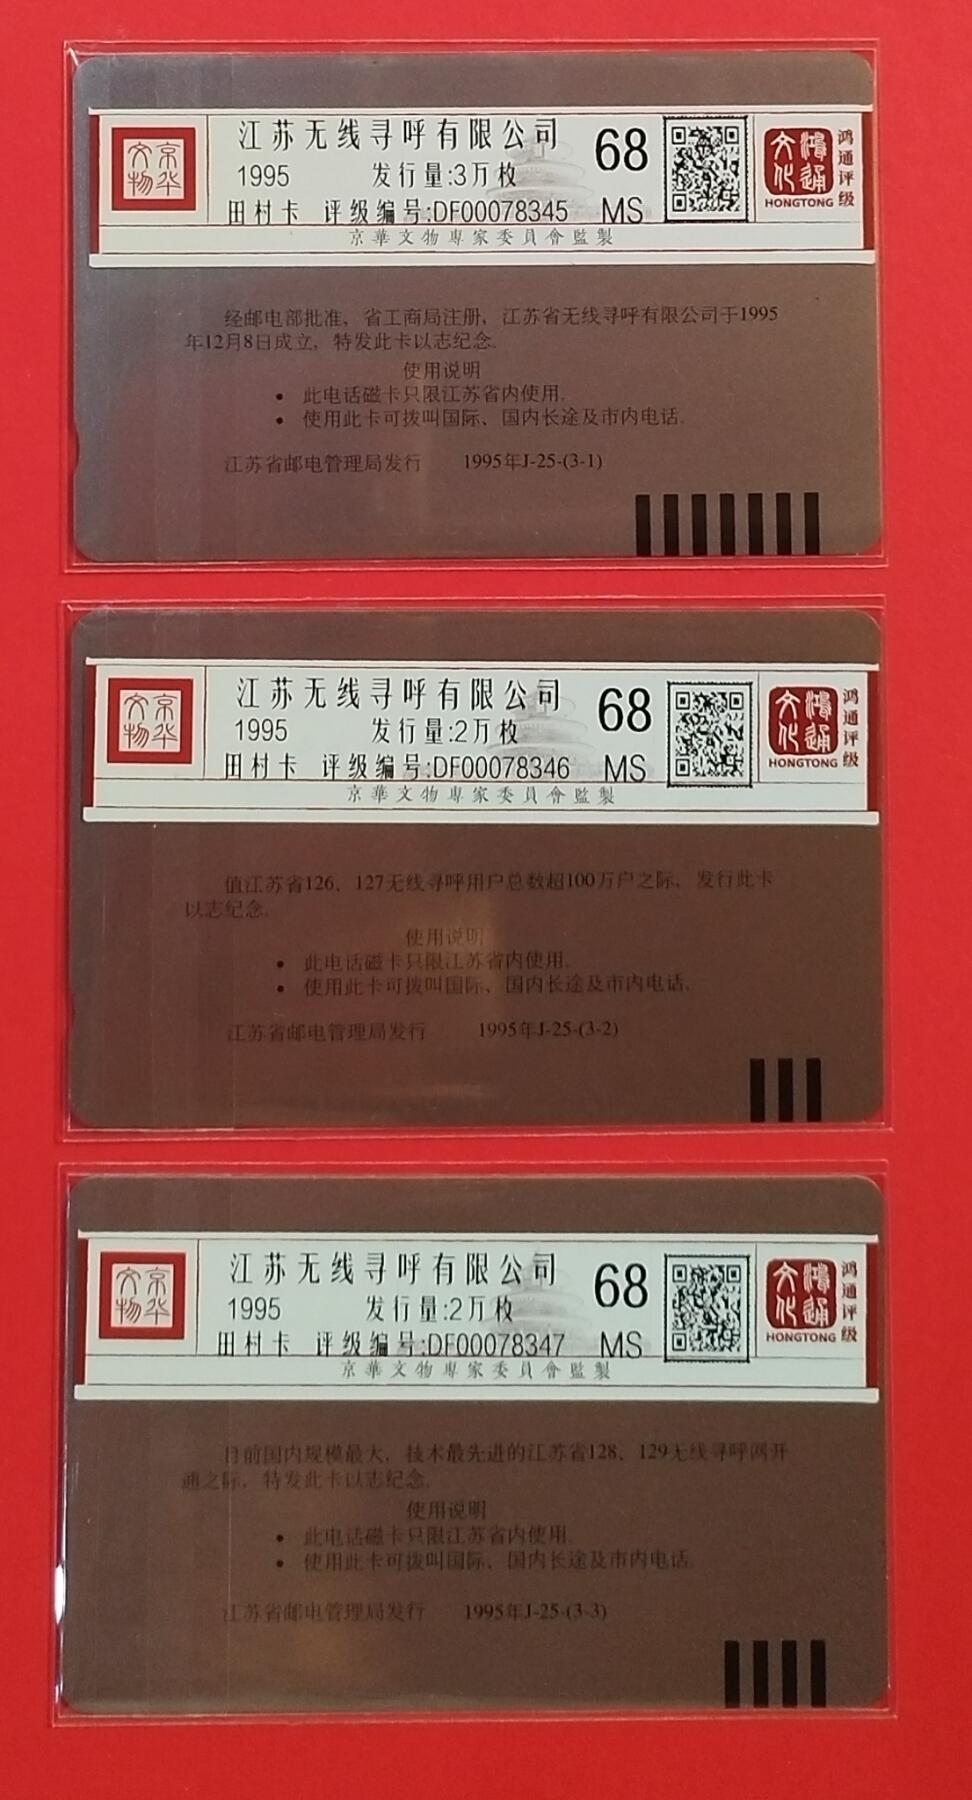 京华文物
江苏无线寻呼有限公司
1995 发行量:3万枚
田村卡 评级编号:DF00078345
68
MS
鸿通文化
HONGTONG
鸿通评级
京華文物專家委員會監製
经邮电部批准，省工商局注册，江苏省无线寻呼有限公司于1995
年12月8日成立，特发此卡以志纪念。
使用说明
• 此电话磁卡只限江苏省内使用。
• 使用此卡可拨叫国际、国内长途及市内电话。
江苏省邮电管理局发行 1995年J-25-(3-1)
京华文物
江苏无线寻呼有限公司
1995 发行量:2万枚
田村卡 评级编号:DF00078346
68
MS
鸿通文化
HONGTONG
鸿通评级
京華文物專家委員會監製
值江苏省126、127无线寻呼用户总数超100万户之际，发行此卡
以志纪念。
使用说明
• 此电话磁卡只限江苏省内使用。
• 使用此卡可拨叫国际、国内长途及市内电话。
江苏省邮电管理局发行 1995年J-25-(3-2)
京华文物
江苏无线寻呼有限公司
1995 发行量:2万枚
田村卡 评级编号:DF00078347
68
MS
鸿通文化
HONGTONG
鸿通评级
京華文物專家委員會監製
目前国内规模最大，技术最先进的江苏省128、129无线寻呼网开
通之际，特发此卡以志纪念。
使用说明
• 此电话磁卡只限江苏省内使用。
• 使用此卡可拨叫国际、国内长途及市内电话。
江苏省邮电管理局发行 1995年J-25-(3-3)